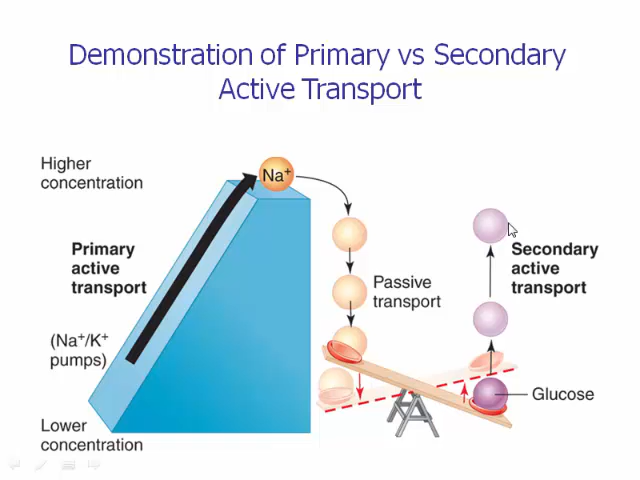 Demonstration of Primary vs Secondary
Active Transport
Higher
concentration
Na⁺
Primary
active
transport
Passive
transport
Secondary
active
transport
(Na⁺/K⁺
pumps)
Glucose
Lower
concentration